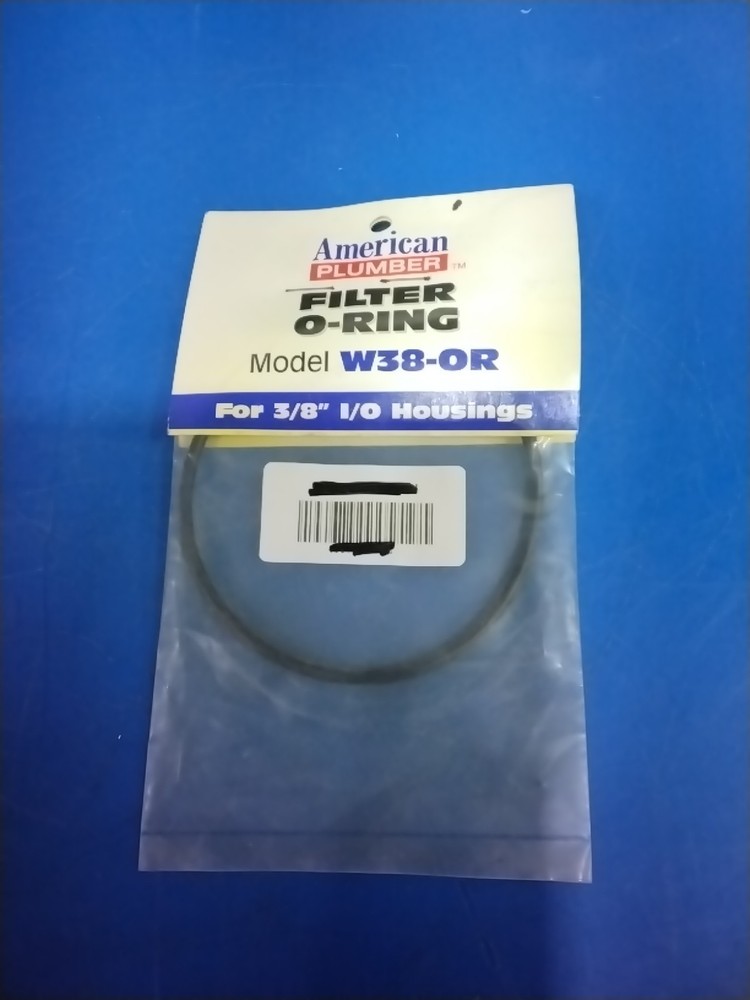 American
PLUMBER™
FILTER
O-RING
Model W38-OR
For 3/8" I/O Housings